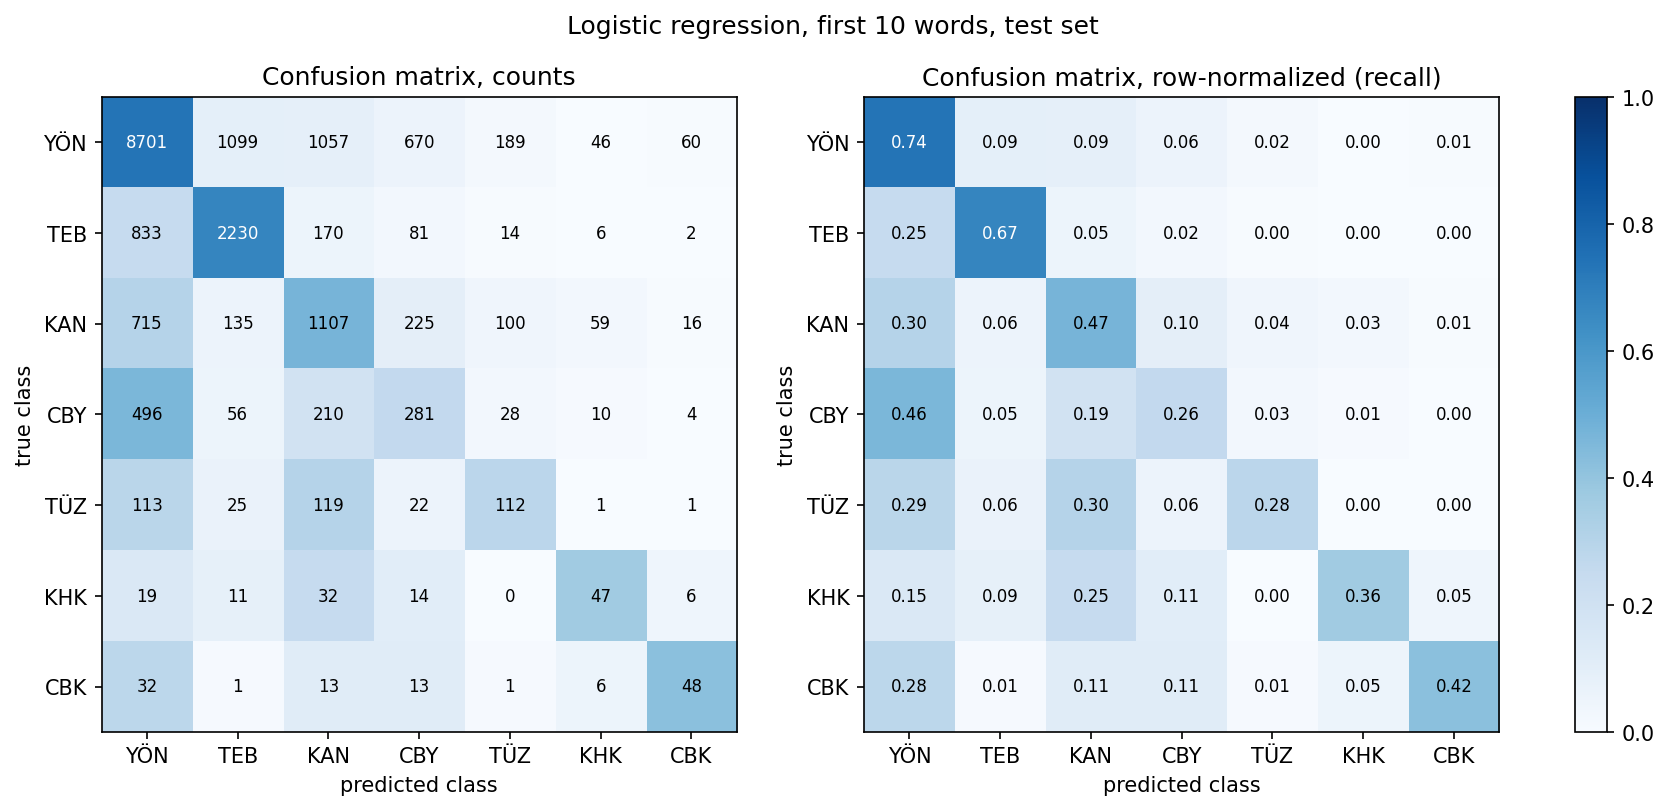 Logistic regression, first 10 words, test set
Confusion matrix, counts
YÖN 8701 1099 1057 670 189 46 60
TEB 833 2230 170 81 14 6 2
KAN 715 135 1107 225 100 59 16
CBY 496 56 210 281 28 10 4
TÜZ 113 25 119 22 112 1 1
KHK 19 11 32 14 0 47 6
CBK 32 1 13 13 1 6 48
YÖN TEB KAN CBY TÜZ KHK CBK
predicted class
true class
Confusion matrix, row-normalized (recall)
YÖN 0.74 0.09 0.09 0.06 0.02 0.00 0.01
TEB 0.25 0.67 0.05 0.02 0.00 0.00 0.00
KAN 0.30 0.06 0.47 0.10 0.04 0.03 0.01
CBY 0.46 0.05 0.19 0.26 0.03 0.01 0.00
TÜZ 0.29 0.06 0.30 0.06 0.28 0.00 0.00
KHK 0.15 0.09 0.25 0.11 0.00 0.36 0.05
CBK 0.28 0.01 0.11 0.11 0.01 0.05 0.42
YÖN TEB KAN CBY TÜZ KHK CBK
predicted class
true class
1.0
0.8
0.6
0.4
0.2
0.0